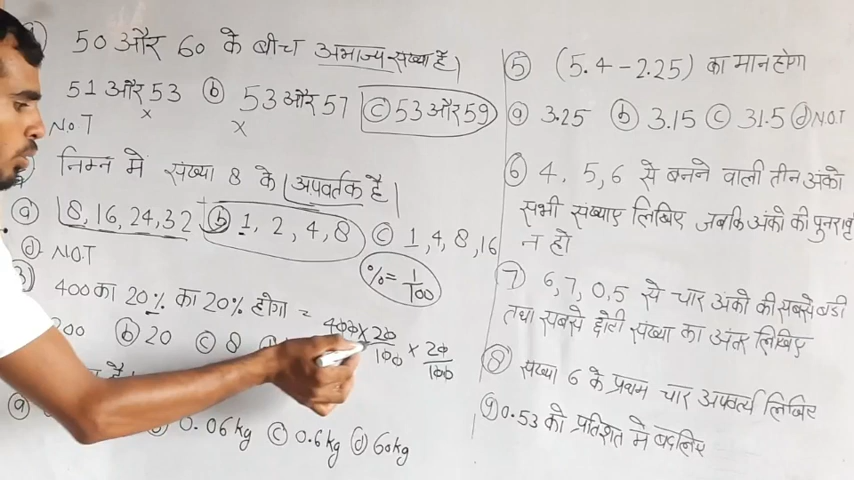 50 और 60 के बीच अभाज्य संख्या है।
51 और 53 ⓑ 53 और 57 ⓒ 53 और 59
NOT
निम्न में संख्या 8 के अपवर्तक है
ⓐ 8, 16, 24, 32 ⓑ 1, 2, 4, 8 ⓒ 1, 4, 8, 16
ⓓ NOT
% = 1/100
③ 400 का 20% का 20% होगा = 400 × 20/100 × 20/100
200 ⓑ 20 ⓒ 8
ⓐ 0.06 kg ⓒ 0.6 kg ⓓ 60 kg
⑤ (5.4 - 2.25) का मान होगा
ⓐ 3.25 ⓑ 3.15 ⓒ 31.5 ⓓ NOT
⑥ 4, 5, 6 से बनने वाली तीन अंको
सभी संख्याए लिखिए जबकि अंको की पुनरावृ
न हो
⑦ 6, 7, 0, 5 से चार अंको की सबसे बडी
तथा सबसे छोटी संख्या का अंतर लिखिए
⑧ संख्या 6 के प्रथम चार अपवर्त्य लिखिए
⑨ 0.53 को प्रतिशत में बदलिए